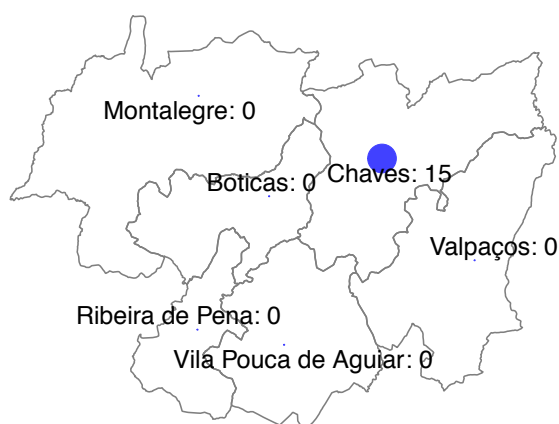 Montalegre: 0
Boticas: 0
Chaves: 15
Valpaços: 0
Ribeira de Pena: 0
Vila Pouca de Aguiar: 0